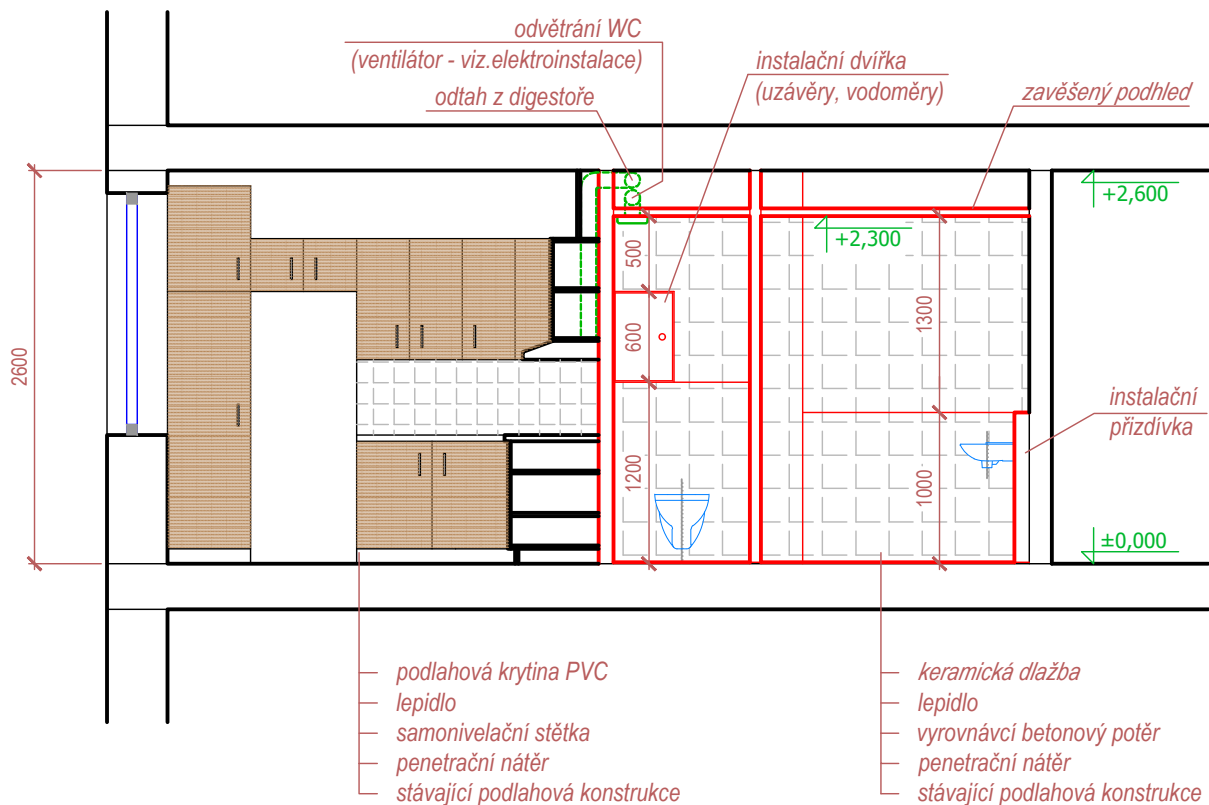 odvětrání WC
(ventilátor - viz.elektroinstalace)
odtah z digestoře
instalační dvířka
(uzávěry, vodoměry)
zavěšený podhled
+2,600
+2,300
500
600
1200
1300
1000
2600
instalační
přizdívka
±0,000
podlahová krytina PVC
lepidlo
samonivelační stětka
penetrační nátěr
stávající podlahová konstrukce
keramická dlažba
lepidlo
vyrovnávcí betonový potěr
penetrační nátěr
stávající podlahová konstrukce